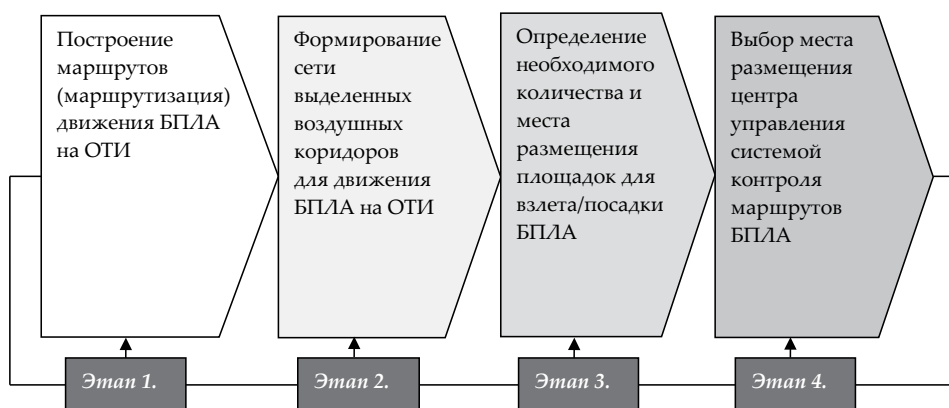 Построение
маршрутов
(маршрутизация)
движения БПЛА
на ОТИ
Формирование
сети
выделенных
воздушных
коридоров
для движения
БПЛА на ОТИ
Определение
необходимого
количества и
места
размещения
площадок для
взлета/посадки
БПЛА
Выбор места
размещения
центра
управления
системой
контроля
маршрутов
БПЛА
Этап 1.
Этап 2.
Этап 3.
Этап 4.